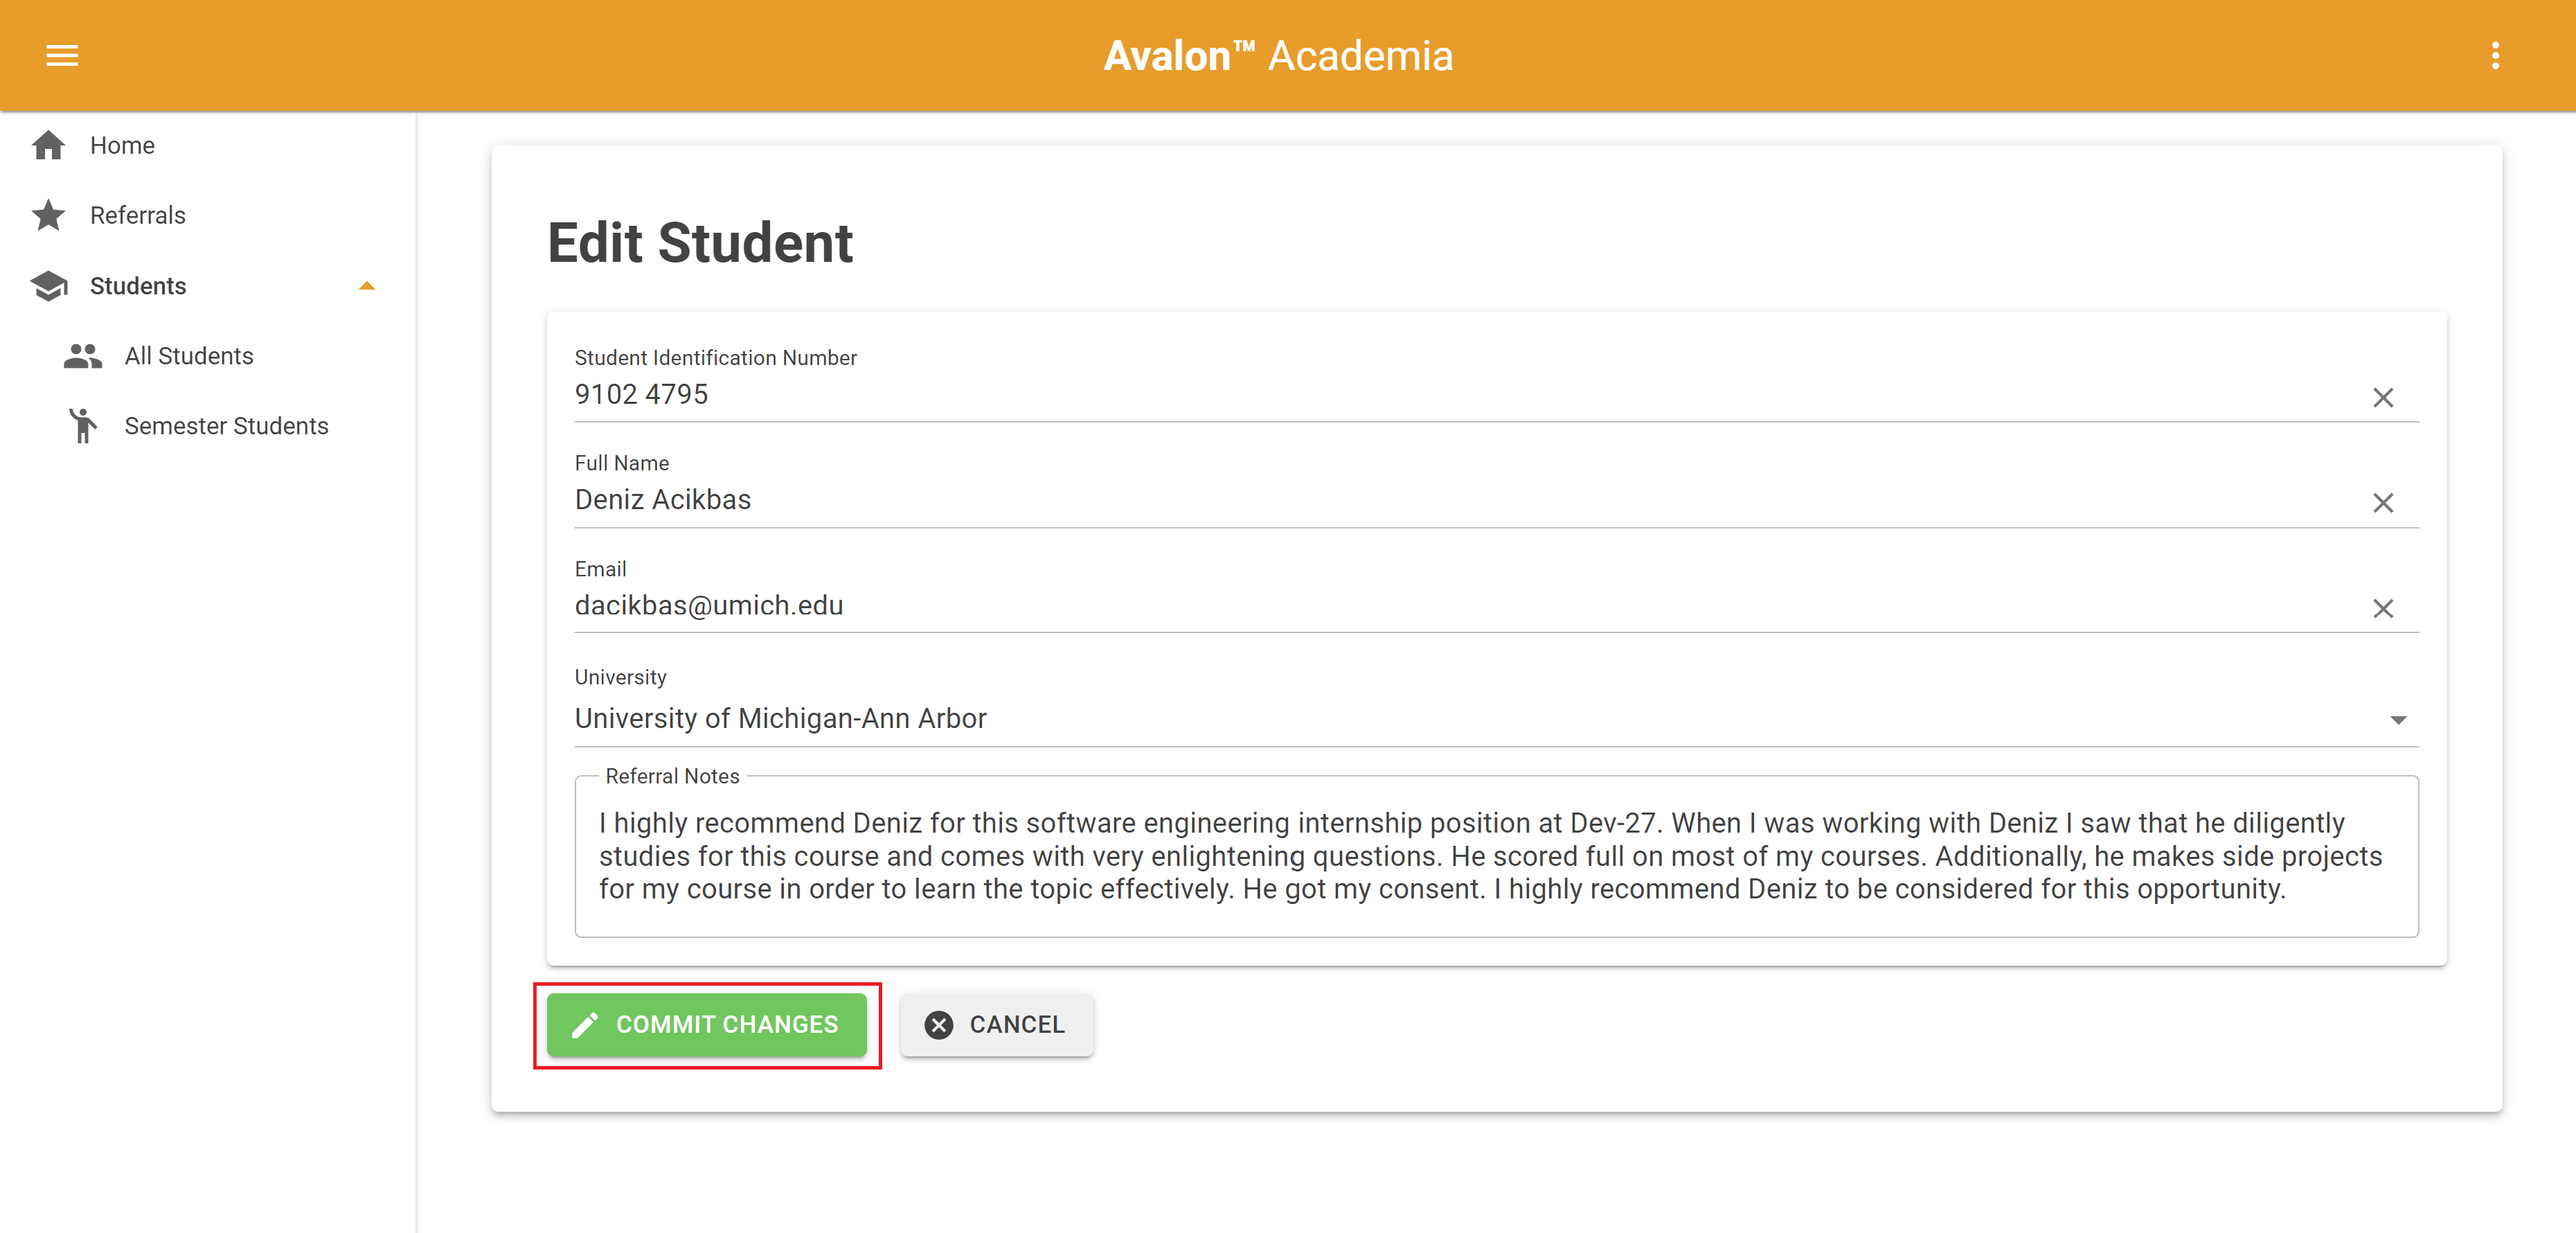 Avalon™ Academia
Home
Referrals
Students
All Students
Semester Students
Edit Student
Student Identification Number
9102 4795
Full Name
Deniz Acikbas
Email
dacikbas@umich.edu
University
University of Michigan-Ann Arbor
Referral Notes
I highly recommend Deniz for this software engineering internship position at Dev-27. When I was working with Deniz I saw that he diligently
studies for this course and comes with very enlightening questions. He scored full on most of my courses. Additionally, he makes side projects
for my course in order to learn the topic effectively. He got my consent. I highly recommend Deniz to be considered for this opportunity.
COMMIT CHANGES
CANCEL